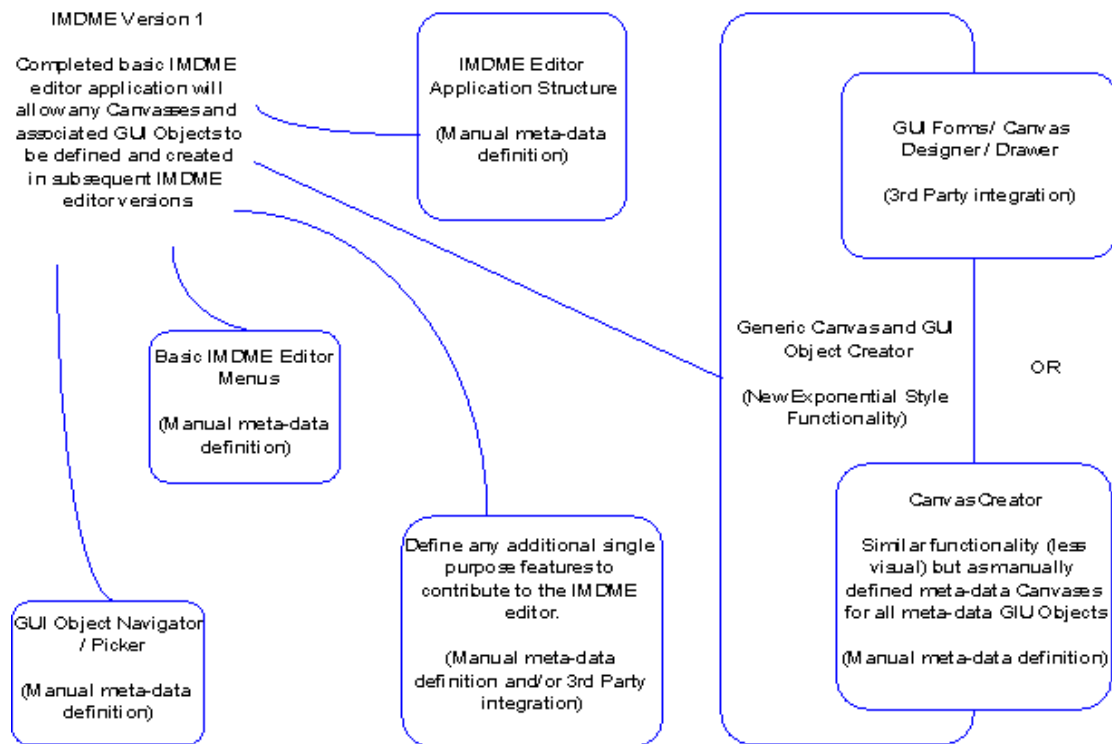 IMDME Version 1
Completed basic IMDME
editor application will
allow any Canvasses and
associated GUI Objects to
be defined and created
in subsequent IMDME
editor versions
IMDME Editor
Application Structure
(Manual meta-data
definition)
GUI Forms/ Canvas
Designer / Drawer
(3rd Party integration)
Generic Canvas and GUI
Object Creator
(New Exponential Style
Functionality)
OR
Basic IMDME Editor
Menus
(Manual meta-data
definition)
Canvas Creator
Similar functionality (less
visual) but as manually
defined meta-data Canvases
for all meta-data GIU Objects
(Manual meta-data definition)
Define any additional single
purpose features to
contribute to the IMDME
editor.
(Manual meta-data
definition and/or 3rd Party
integration)
GUI Object Navigator
/ Picker
(Manual meta-data
definition)